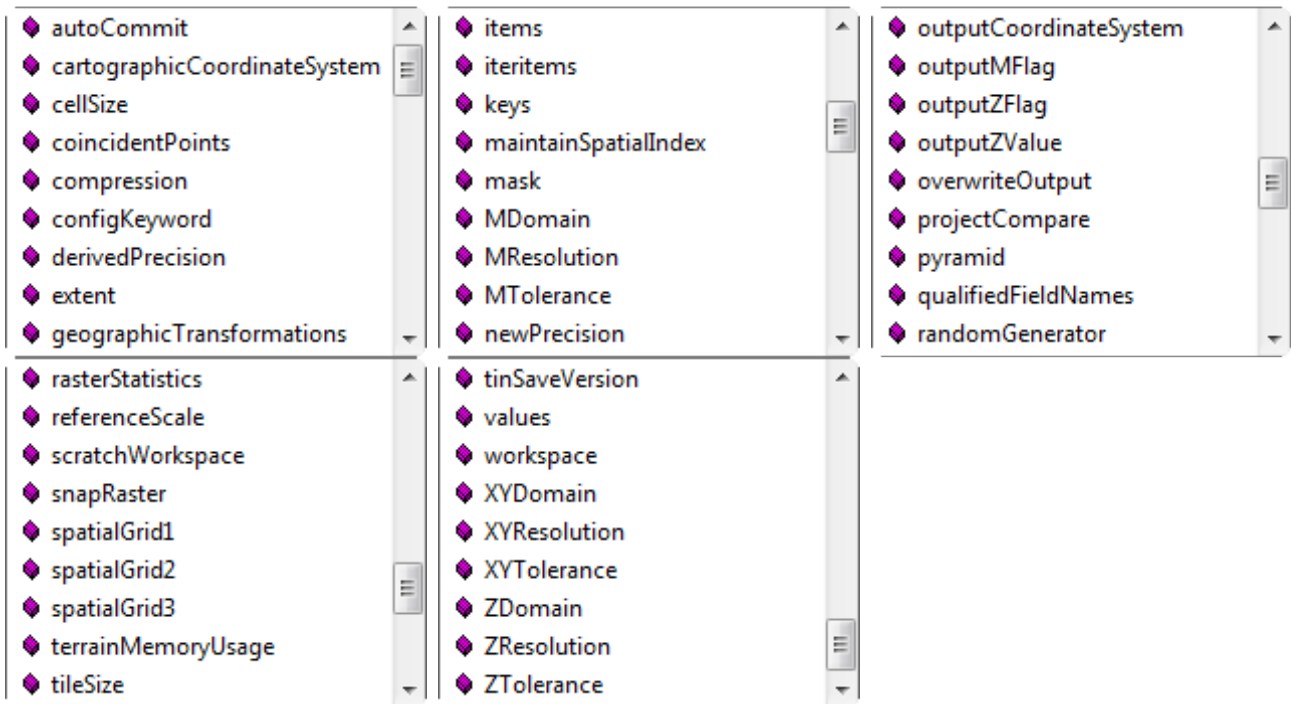 autoCommit
cartographicCoordinateSystem
cellSize
coincidentPoints
compression
configKeyword
derivedPrecision
extent
geographicTransformations
items
iteritems
keys
maintainSpatialIndex
mask
MDomain
MResolution
MTolerance
newPrecision
outputCoordinateSystem
outputMFlag
outputZFlag
outputZValue
overwriteOutput
projectCompare
pyramid
qualifiedFieldNames
randomGenerator
rasterStatistics
referenceScale
scratchWorkspace
snapRaster
spatialGrid1
spatialGrid2
spatialGrid3
terrainMemoryUsage
tileSize
tinSaveVersion
values
workspace
XYDomain
XYResolution
XYTolerance
ZDomain
ZResolution
ZTolerance